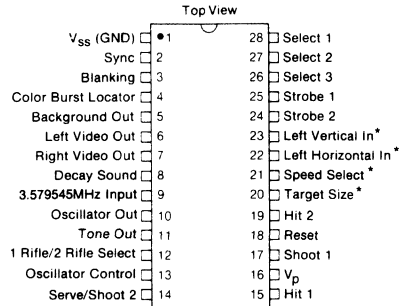 Top View
V_SS (GND) 1 28 Select 1
Sync 2 27 Select 2
Blanking 3 26 Select 3
Color Burst Locator 4 25 Strobe 1
Background Out 5 24 Strobe 2
Left Video Out 6 23 Left Vertical In*
Right Video Out 7 22 Left Horizontal In*
Decay Sound 8 21 Speed Select*
3.579545MHz Input 9 20 Target Size*
Oscillator Out 10 19 Hit 2
Tone Out 11 18 Reset
1 Rifle/2 Rifle Select 12 17 Shoot 1
Oscillator Control 13 16 Vp
Serve/Shoot 2 14 15 Hit 1